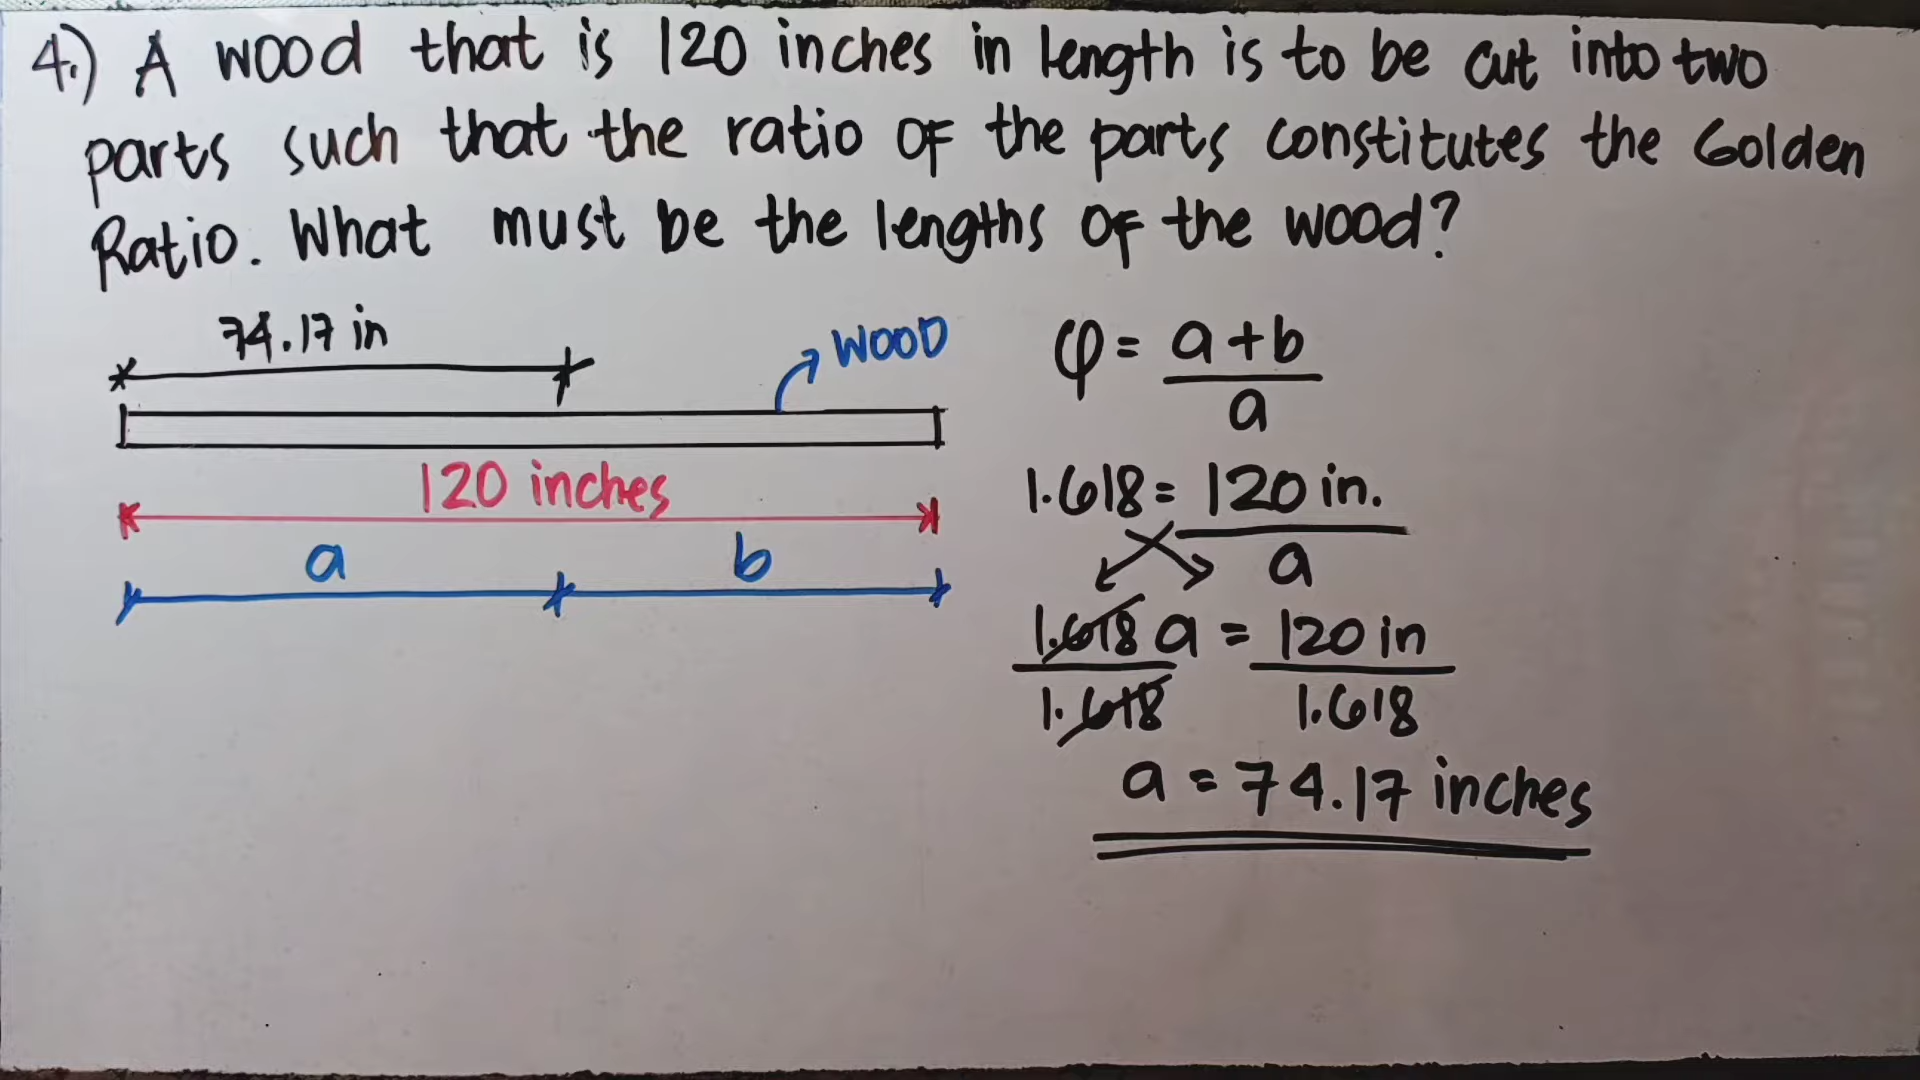 4.) A wood that is 120 inches in length is to be cut into two
parts such that the ratio of the parts constitutes the Golden
Ratio. What must be the lengths of the wood?
74.17 in
WOOD
120 inches
a
b
φ = a+b
a
1.618 = 120 in.
a
1.618 a = 120 in
1.618 1.618
a = 74.17 inches